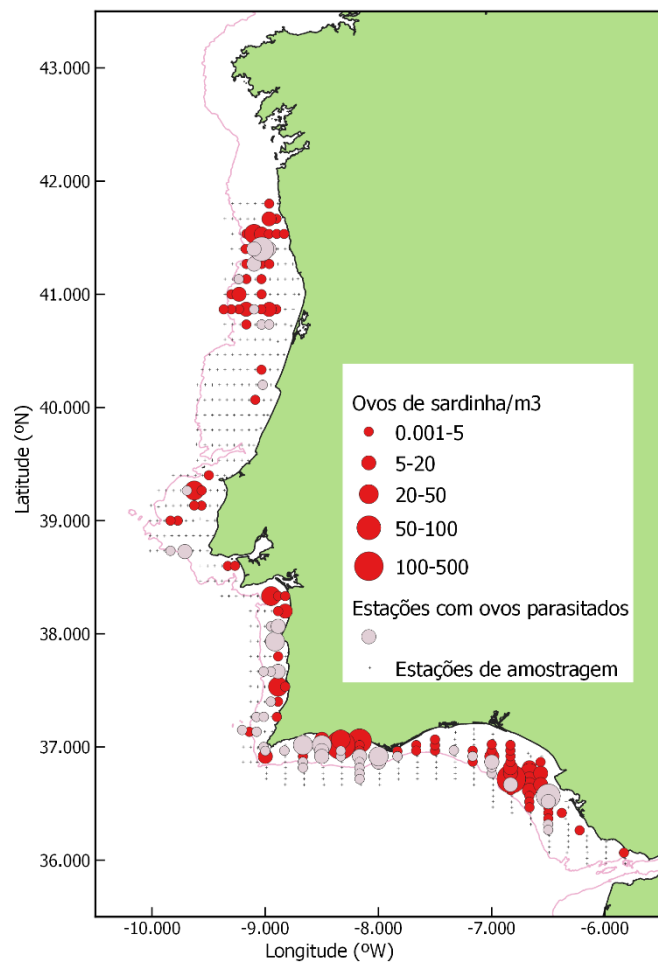 43.000
42.000
41.000
40.000
39.000
38.000
37.000
36.000
Latitude (ºN)
Ovos de sardinha/m3
0.001-5
5-20
20-50
50-100
100-500
Estações com ovos parasitados
Estações de amostragem
-10.000 -9.000 -8.000 -7.000 -6.000
Longitude (ºW)